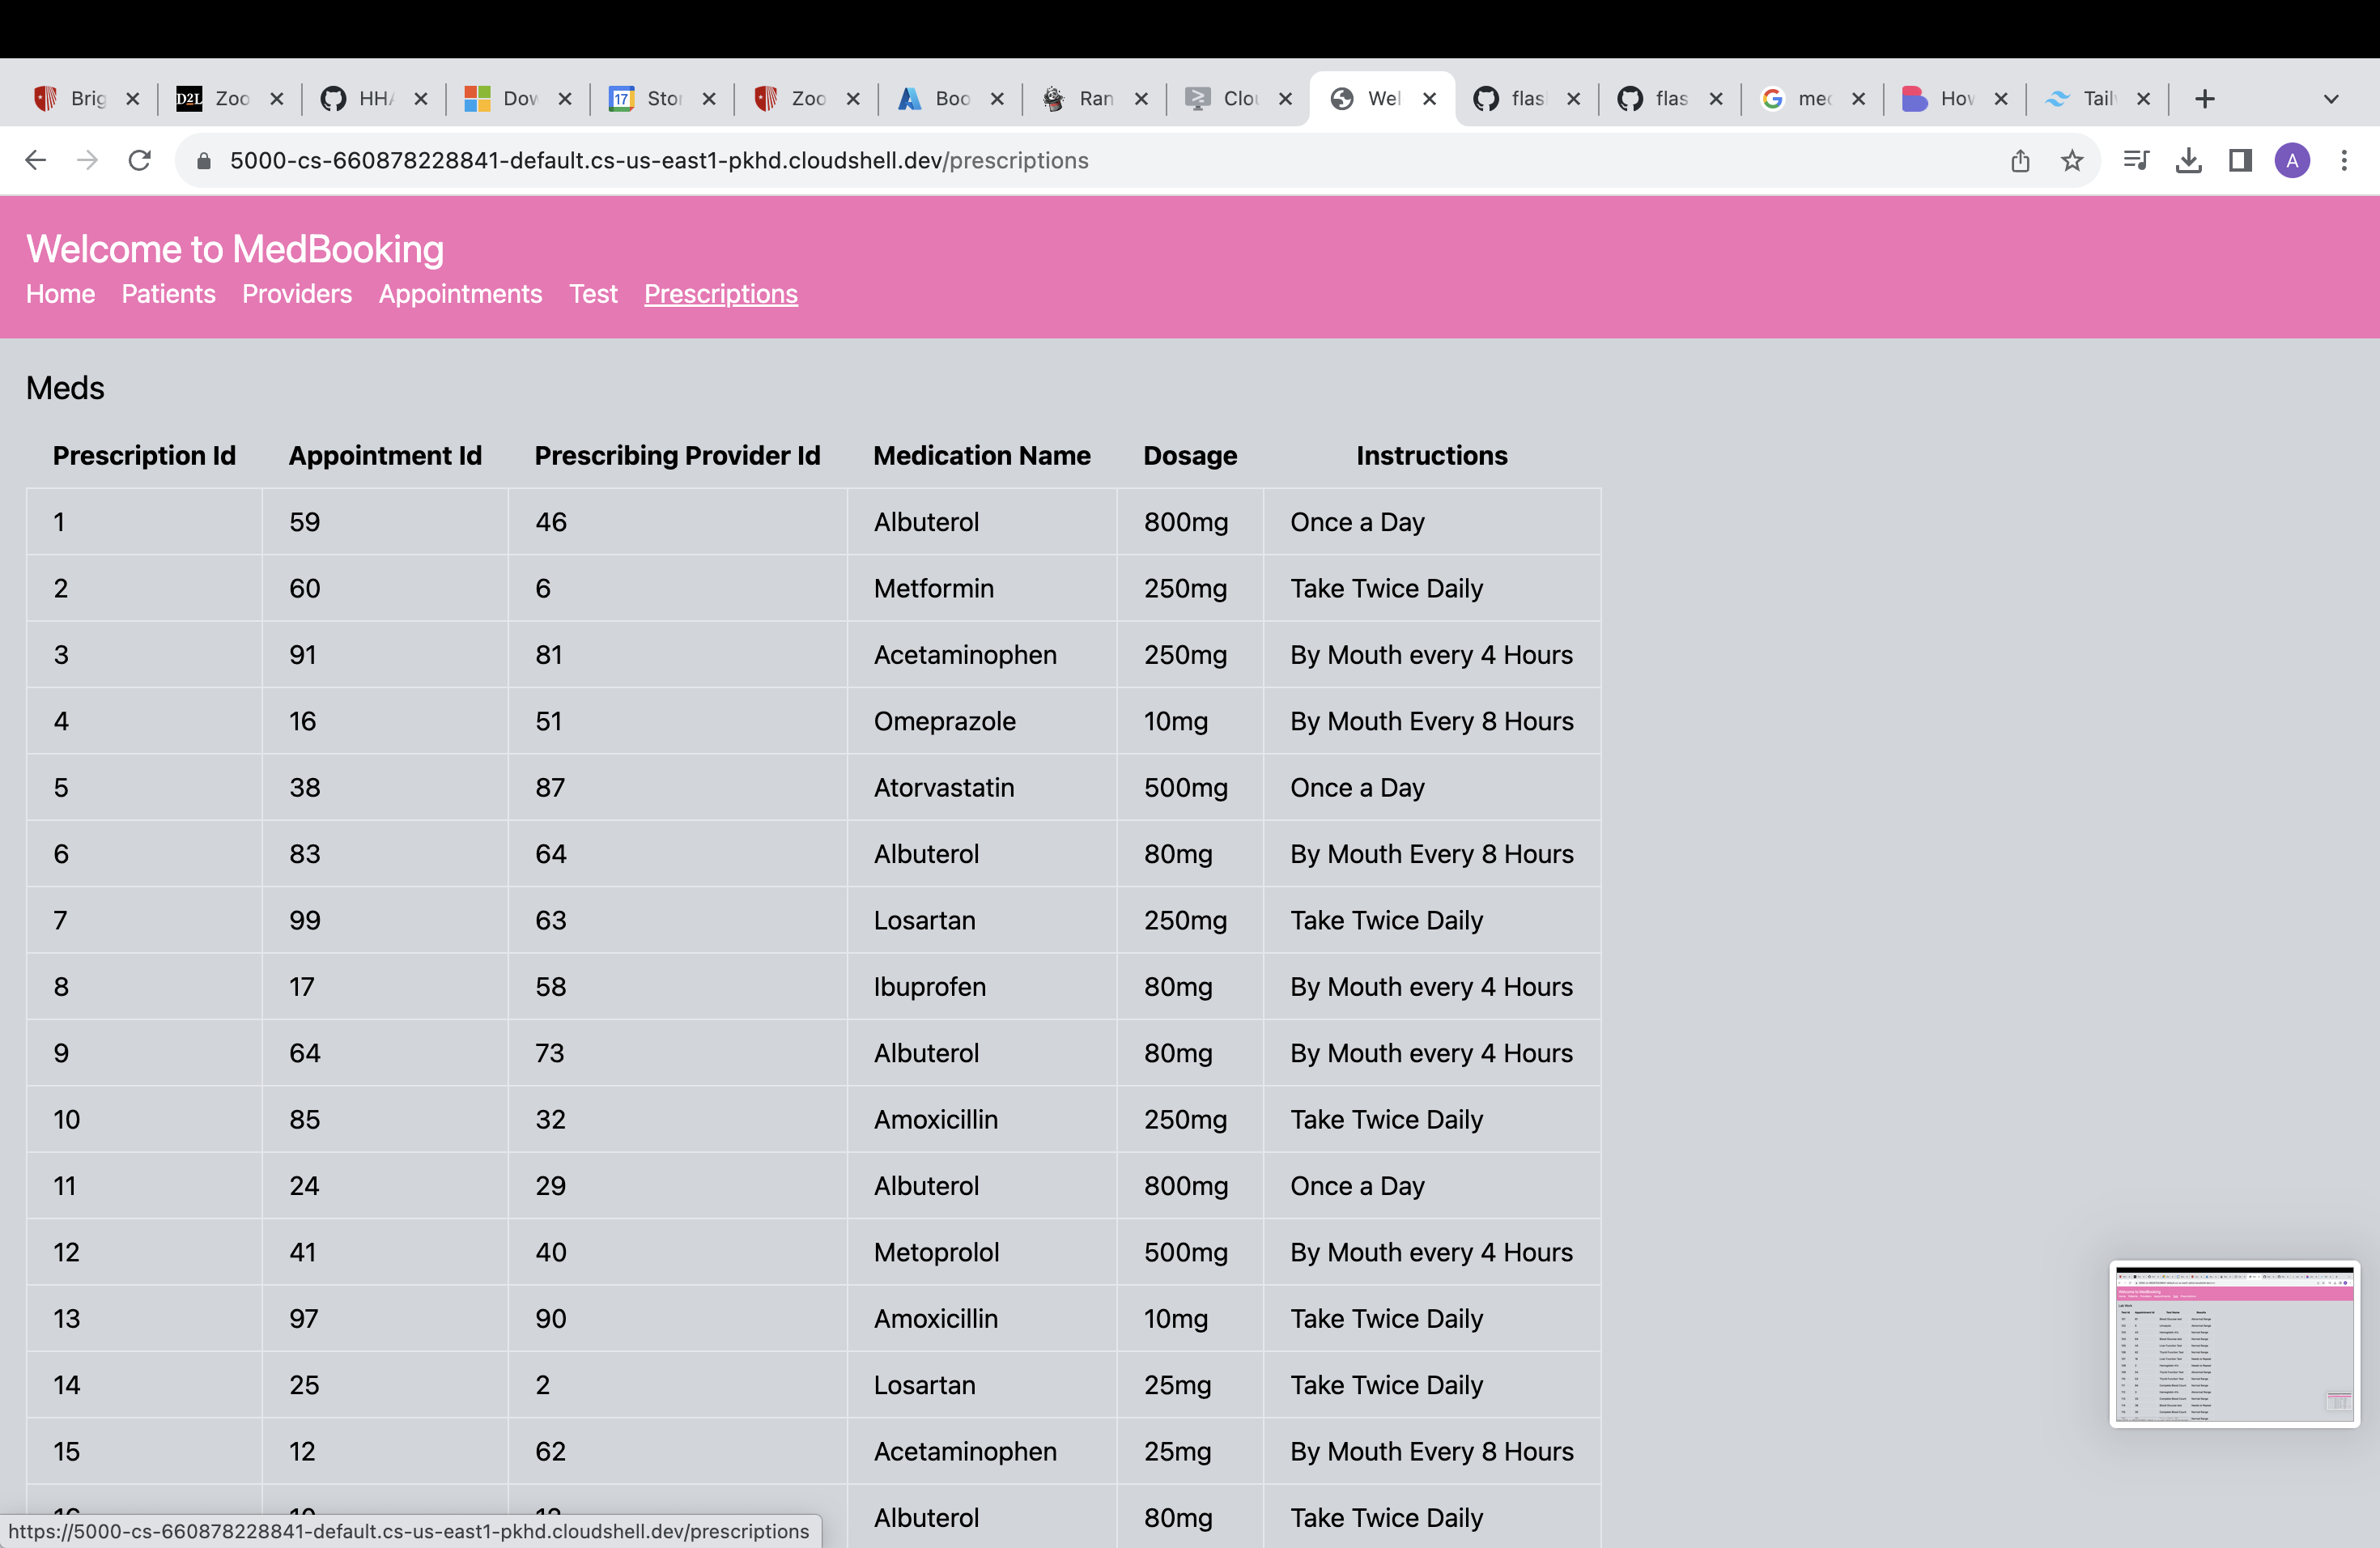 Brig Zoo HHA Dow Stor Zoo Boo Ran Clou Wel flas flas med How Tail
5000-cs-660878228841-default.cs-us-east1-pkhd.cloudshell.dev/prescriptions A
Welcome to MedBooking
Home Patients Providers Appointments Test Prescriptions
Meds
Prescription Id Appointment Id Prescribing Provider Id Medication Name Dosage Instructions
1 59 46 Albuterol 800mg Once a Day
2 60 6 Metformin 250mg Take Twice Daily
3 91 81 Acetaminophen 250mg By Mouth every 4 Hours
4 16 51 Omeprazole 10mg By Mouth Every 8 Hours
5 38 87 Atorvastatin 500mg Once a Day
6 83 64 Albuterol 80mg By Mouth Every 8 Hours
7 99 63 Losartan 250mg Take Twice Daily
8 17 58 Ibuprofen 80mg By Mouth every 4 Hours
9 64 73 Albuterol 80mg By Mouth every 4 Hours
10 85 32 Amoxicillin 250mg Take Twice Daily
11 24 29 Albuterol 800mg Once a Day
12 41 40 Metoprolol 500mg By Mouth every 4 Hours
13 97 90 Amoxicillin 10mg Take Twice Daily
14 25 2 Losartan 25mg Take Twice Daily
15 12 62 Acetaminophen 25mg By Mouth Every 8 Hours
Albuterol 80mg Take Twice Daily
https://5000-cs-660878228841-default.cs-us-east1-pkhd.cloudshell.dev/prescriptions